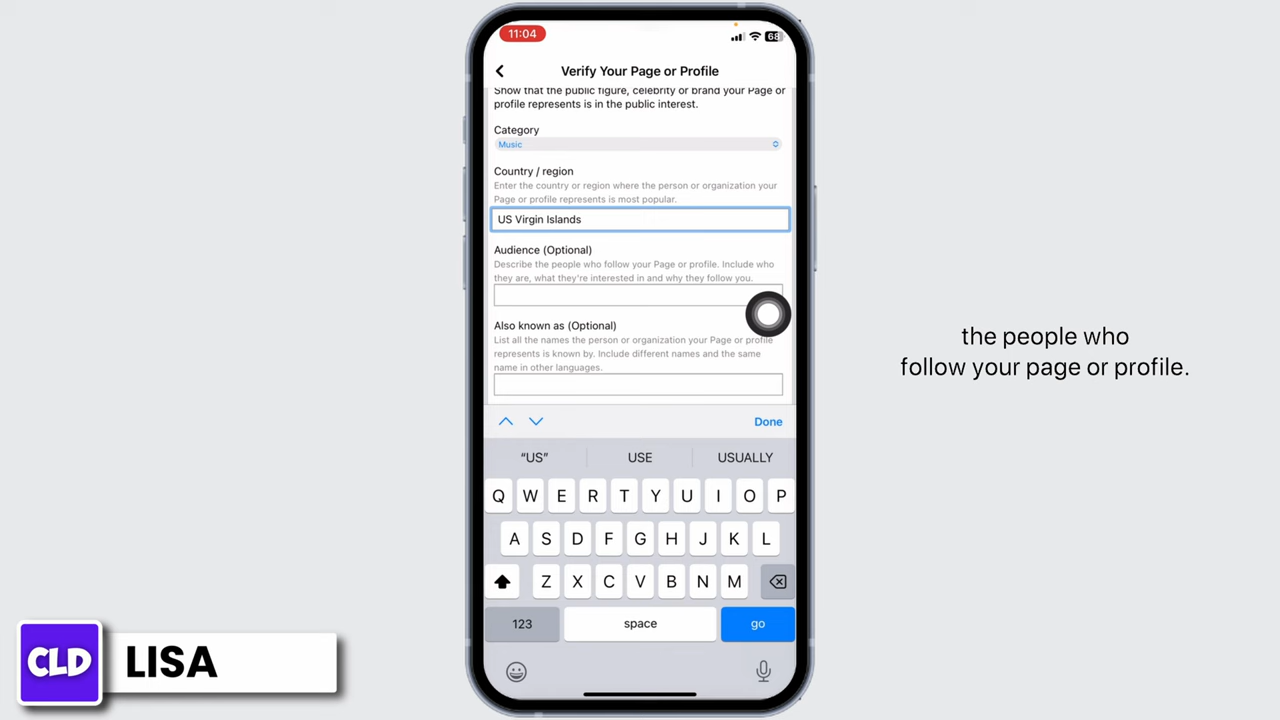 11:04
68
Verify Your Page or Profile
Show that the public figure, celebrity or brand your Page or
profile represents is in the public interest.
Category
Music
Country / region
Enter the country or region where the person or organization your
Page or profile represents is most popular.
US Virgin Islands
Audience (Optional)
Describe the people who follow your Page or profile. Include who
they are, what they're interested in and why they follow you.
Also known as (Optional)
List all the names the person or organization your Page or profile
represents is known by. Include different names and the same
name in other languages.
Done
“US” USE USUALLY
Q W E R T Y U I O P
A S D F G H J K L
Z X C V B N M
123 space go
the people who
follow your page or profile.
CLD LISA